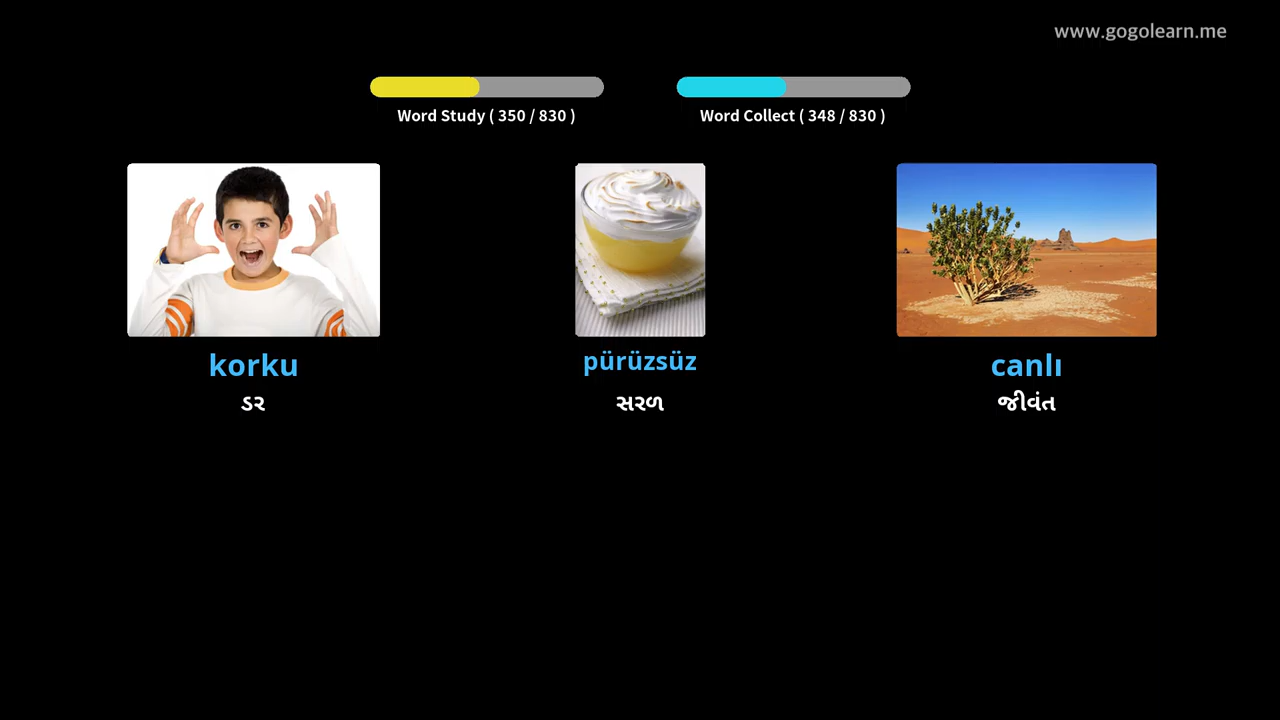 www.gogolearn.me
Word Study ( 350 / 830 )
Word Collect ( 348 / 830 )
korku
pürüzsüz
canlı
ડર
સરળ
જીવંત